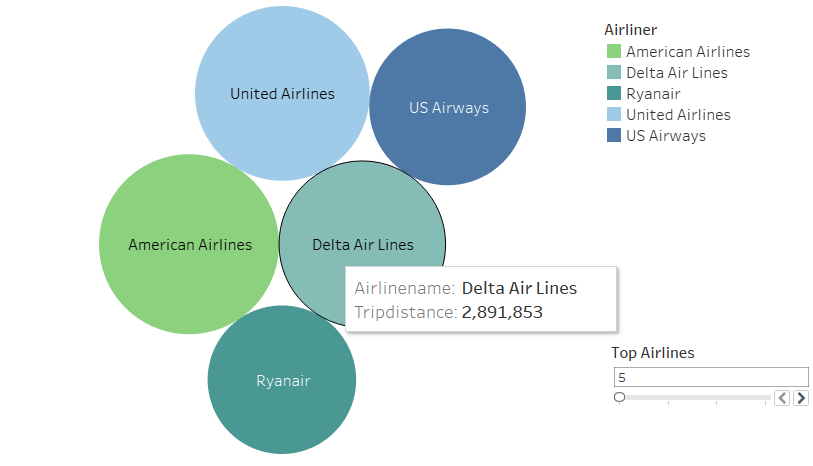 United Airlines
US Airways
American Airlines
Delta Air Lines
Airlinename: Delta Air Lines
Tripdistance: 2,891,853
Ryanair
Airliner
American Airlines
Delta Air Lines
Ryanair
United Airlines
US Airways
Top Airlines
5